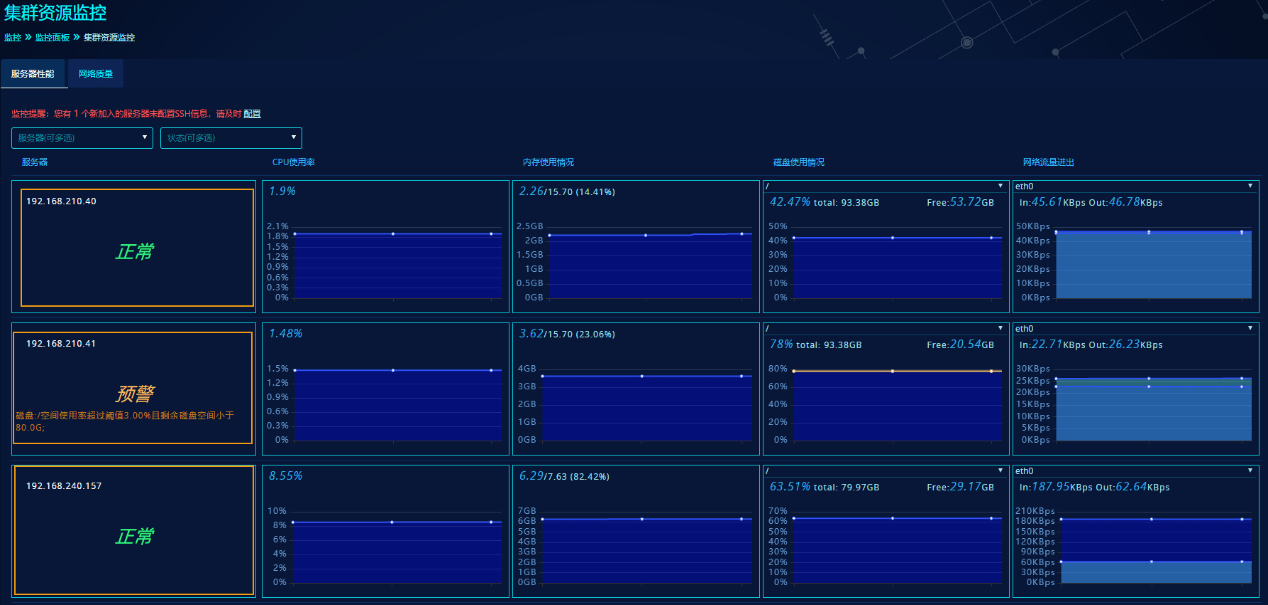 集群资源监控
监控 » 监控面板 » 集群资源监控
服务器性能 网络质量
监控提醒：您有 1 个新加入的服务器未配置SSH信息，请及时 配置
服务器(可多选) 状态(可多选)
服务器 CPU使用率 内存使用情况 磁盘使用情况 网络流量进出
192.168.210.40
正常
1.9%
2.1%
1.8%
1.5%
1.2%
0.9%
0.6%
0.3%
0%
2.26/15.70 (14.41%)
2.5GB
2GB
1.5GB
1GB
0.5GB
0GB
/
42.47% total: 93.38GB Free:53.72GB
50%
40%
30%
20%
10%
0%
eth0
In:45.61KBps Out:46.78KBps
50KBps
40KBps
30KBps
20KBps
10KBps
0KBps
192.168.210.41
预警
磁盘:/空间使用率超过阈值3.00%且剩余磁盘空间小于
80.0G;
1.48%
1.5%
1.2%
0.9%
0.6%
0.3%
0%
3.62/15.70 (23.06%)
4GB
3GB
2GB
1GB
0GB
/
78% total: 93.38GB Free:20.54GB
80%
60%
40%
20%
0%
eth0
In:22.71KBps Out:26.23KBps
30KBps
25KBps
20KBps
15KBps
10KBps
5KBps
0KBps
192.168.240.157
正常
8.55%
10%
8%
6%
4%
2%
0%
6.29/7.63 (82.42%)
7GB
6GB
5GB
4GB
3GB
2GB
1GB
0GB
/
63.51% total: 79.97GB Free:29.17GB
70%
60%
50%
40%
30%
20%
10%
0%
eth0
In:187.95KBps Out:62.64KBps
210KBps
180KBps
150KBps
120KBps
90KBps
60KBps
30KBps
0KBps